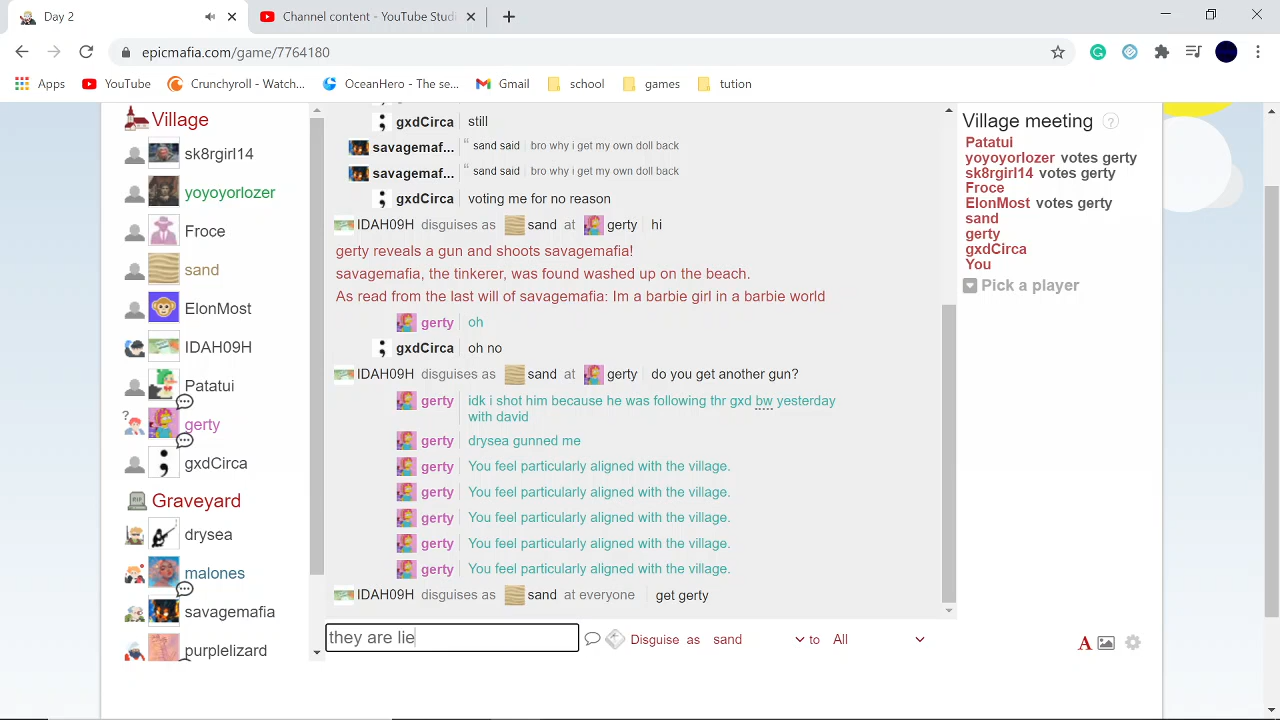 Day 2
Channel content - YouTube Studi
epicmafia.com/game/7764180
Apps
YouTube
Crunchyroll - Watch...
OceanHero - The se...
Gmail
school
games
tution
Village
sk8rgirl14
yoyoyorlozer
Froce
sand
ElonMost
IDAH09H
Patatui
gerty
gxdCirca
Graveyard
drysea
malones
savagemafia
purplelizard
gxdCirca still
savagemaf... “ sand said bro why i get my own doll back
savagemaf... “ sand said bro why i get my own doll back
gxdCirca voting me for no reason
IDAH09H disguises as sand at gerty hi
gerty reveals a gun and shoots savagemafia!
savagemafia, the tinkerer, was found washed up on the beach.
As read from the last will of savagemafia: Im a barbie girl in a barbie world
gerty oh
gxdCirca oh no
IDAH09H disguises as sand at gerty do you get another gun?
gerty idk i shot him because he was following thr gxd bw yesterday
with david
gerty drysea gunned me
gerty You feel particularly aligned with the village.
gerty You feel particularly aligned with the village.
gerty You feel particularly aligned with the village.
gerty You feel particularly aligned with the village.
gerty You feel particularly aligned with the village.
IDAH09H disguises as sand at everyone get gerty
they are lie
Disguise as sand to All
A
Village meeting ?
Patatui
yoyoyorlozer votes gerty
sk8rgirl14 votes gerty
Froce
ElonMost votes gerty
sand
gerty
gxdCirca
You
Pick a player